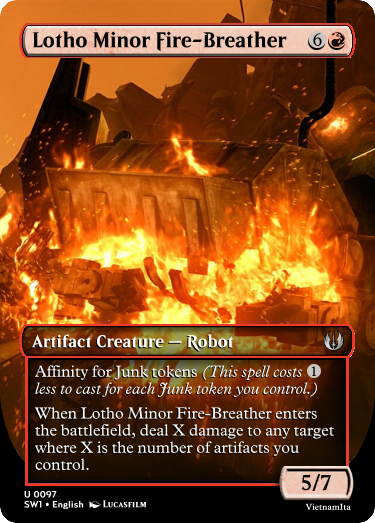 Lotho Minor Fire-Breather 6
Artifact Creature — Robot
Affinity for Junk tokens (This spell costs 1
less to cast for each Junk token you control.)
When Lotho Minor Fire-Breather enters
the battlefield, deal X damage to any target
where X is the number of artifacts you
control.
5/7
U 0097
SW1 • English LUCASFILM
VietnamIta